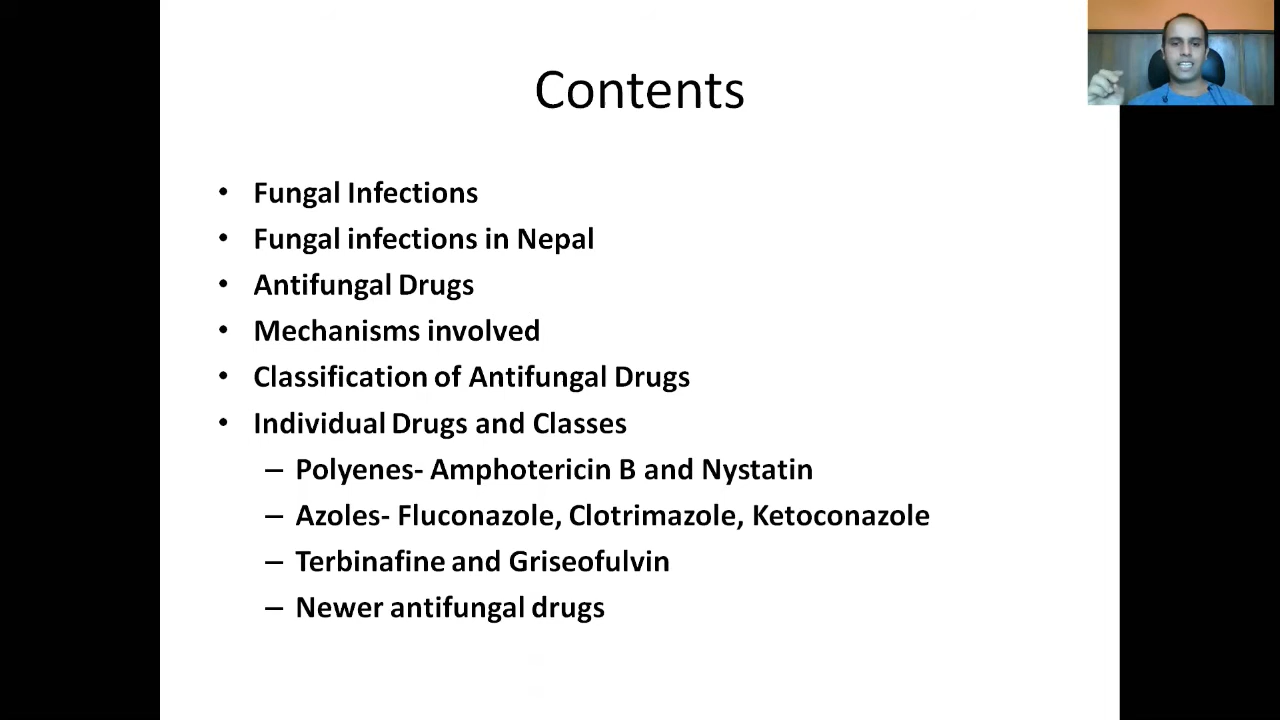 Contents
• Fungal Infections
• Fungal infections in Nepal
• Antifungal Drugs
• Mechanisms involved
• Classification of Antifungal Drugs
• Individual Drugs and Classes
– Polyenes- Amphotericin B and Nystatin
– Azoles- Fluconazole, Clotrimazole, Ketoconazole
– Terbinafine and Griseofulvin
– Newer antifungal drugs